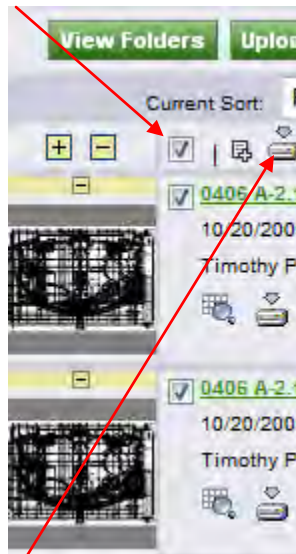 View Folders Uploa
Current Sort:
0406 A-2.
10/20/200
Timothy P
0406 A-2.
10/20/200
Timothy P